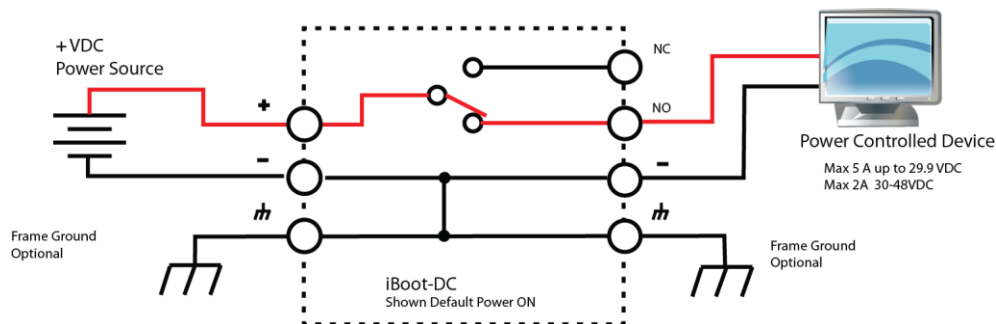 +VDC
Power Source
+
−
NC
NO
−
Power Controlled Device
Max 5 A up to 29.9 VDC
Max 2A 30-48VDC
Frame Ground
Optional
iBoot-DC
Shown Default Power ON
Frame Ground
Optional